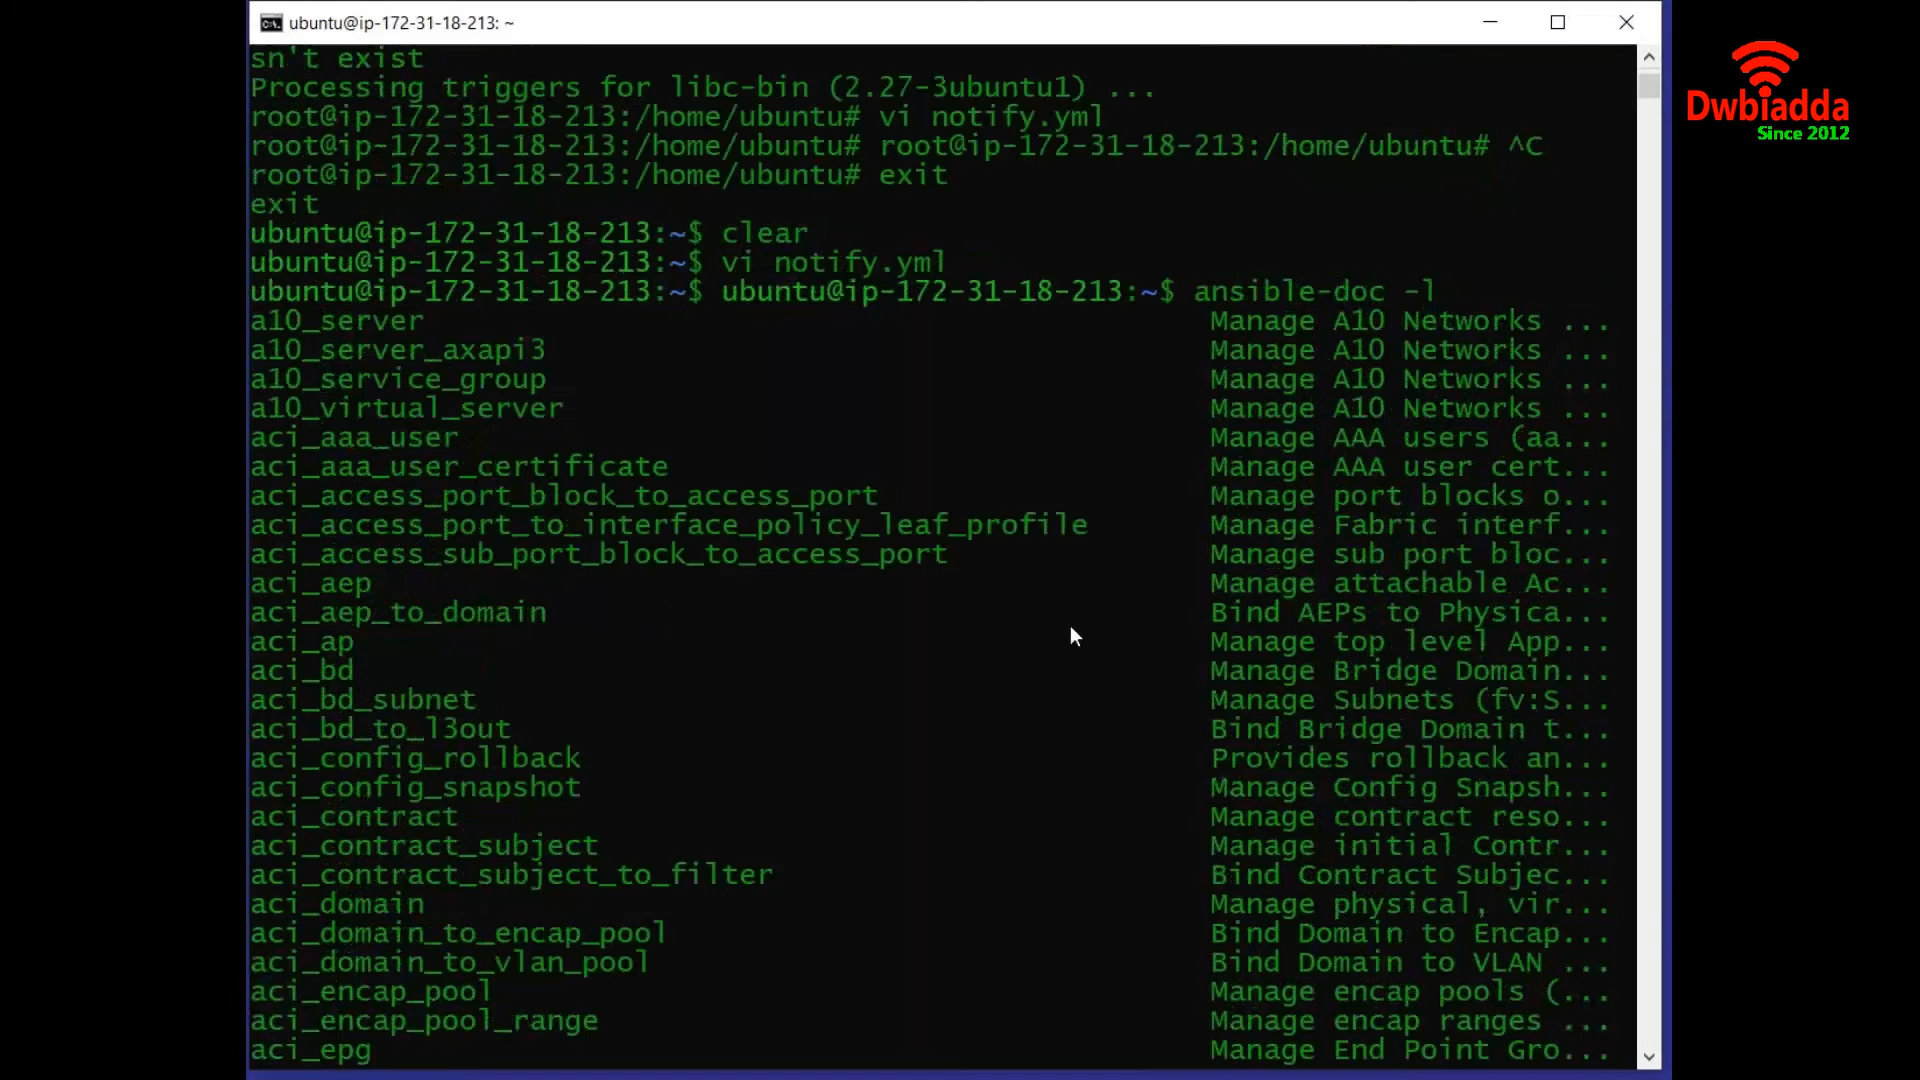 ubuntu@ip-172-31-18-213: ~
sn't exist
Processing triggers for libc-bin (2.27-3ubuntu1) ...
root@ip-172-31-18-213:/home/ubuntu# vi notify.yml
root@ip-172-31-18-213:/home/ubuntu# root@ip-172-31-18-213:/home/ubuntu# ^C
root@ip-172-31-18-213:/home/ubuntu# exit
exit
ubuntu@ip-172-31-18-213:~$ clear
ubuntu@ip-172-31-18-213:~$ vi notify.yml
ubuntu@ip-172-31-18-213:~$ ubuntu@ip-172-31-18-213:~$ ansible-doc -l
a10_server Manage A10 Networks ...
a10_server_axapi3 Manage A10 Networks ...
a10_service_group Manage A10 Networks ...
a10_virtual_server Manage A10 Networks ...
aci_aaa_user Manage AAA users (aa...
aci_aaa_user_certificate Manage AAA user cert...
aci_access_port_block_to_access_port Manage port blocks o...
aci_access_port_to_interface_policy_leaf_profile Manage Fabric interf...
aci_access_sub_port_block_to_access_port Manage sub port bloc...
aci_aep Manage attachable Ac...
aci_aep_to_domain Bind AEPs to Physica...
aci_ap Manage top level App...
aci_bd Manage Bridge Domain...
aci_bd_subnet Manage Subnets (fv:S...
aci_bd_to_l3out Bind Bridge Domain t...
aci_config_rollback Provides rollback an...
aci_config_snapshot Manage Config Snapsh...
aci_contract Manage contract reso...
aci_contract_subject Manage initial Contr...
aci_contract_subject_to_filter Bind Contract Subjec...
aci_domain Manage physical, vir...
aci_domain_to_encap_pool Bind Domain to Encap...
aci_domain_to_vlan_pool Bind Domain to VLAN ...
aci_encap_pool Manage encap pools (...
aci_encap_pool_range Manage encap ranges ...
aci_epg Manage End Point Gro...
Dwbiadda
Since 2012